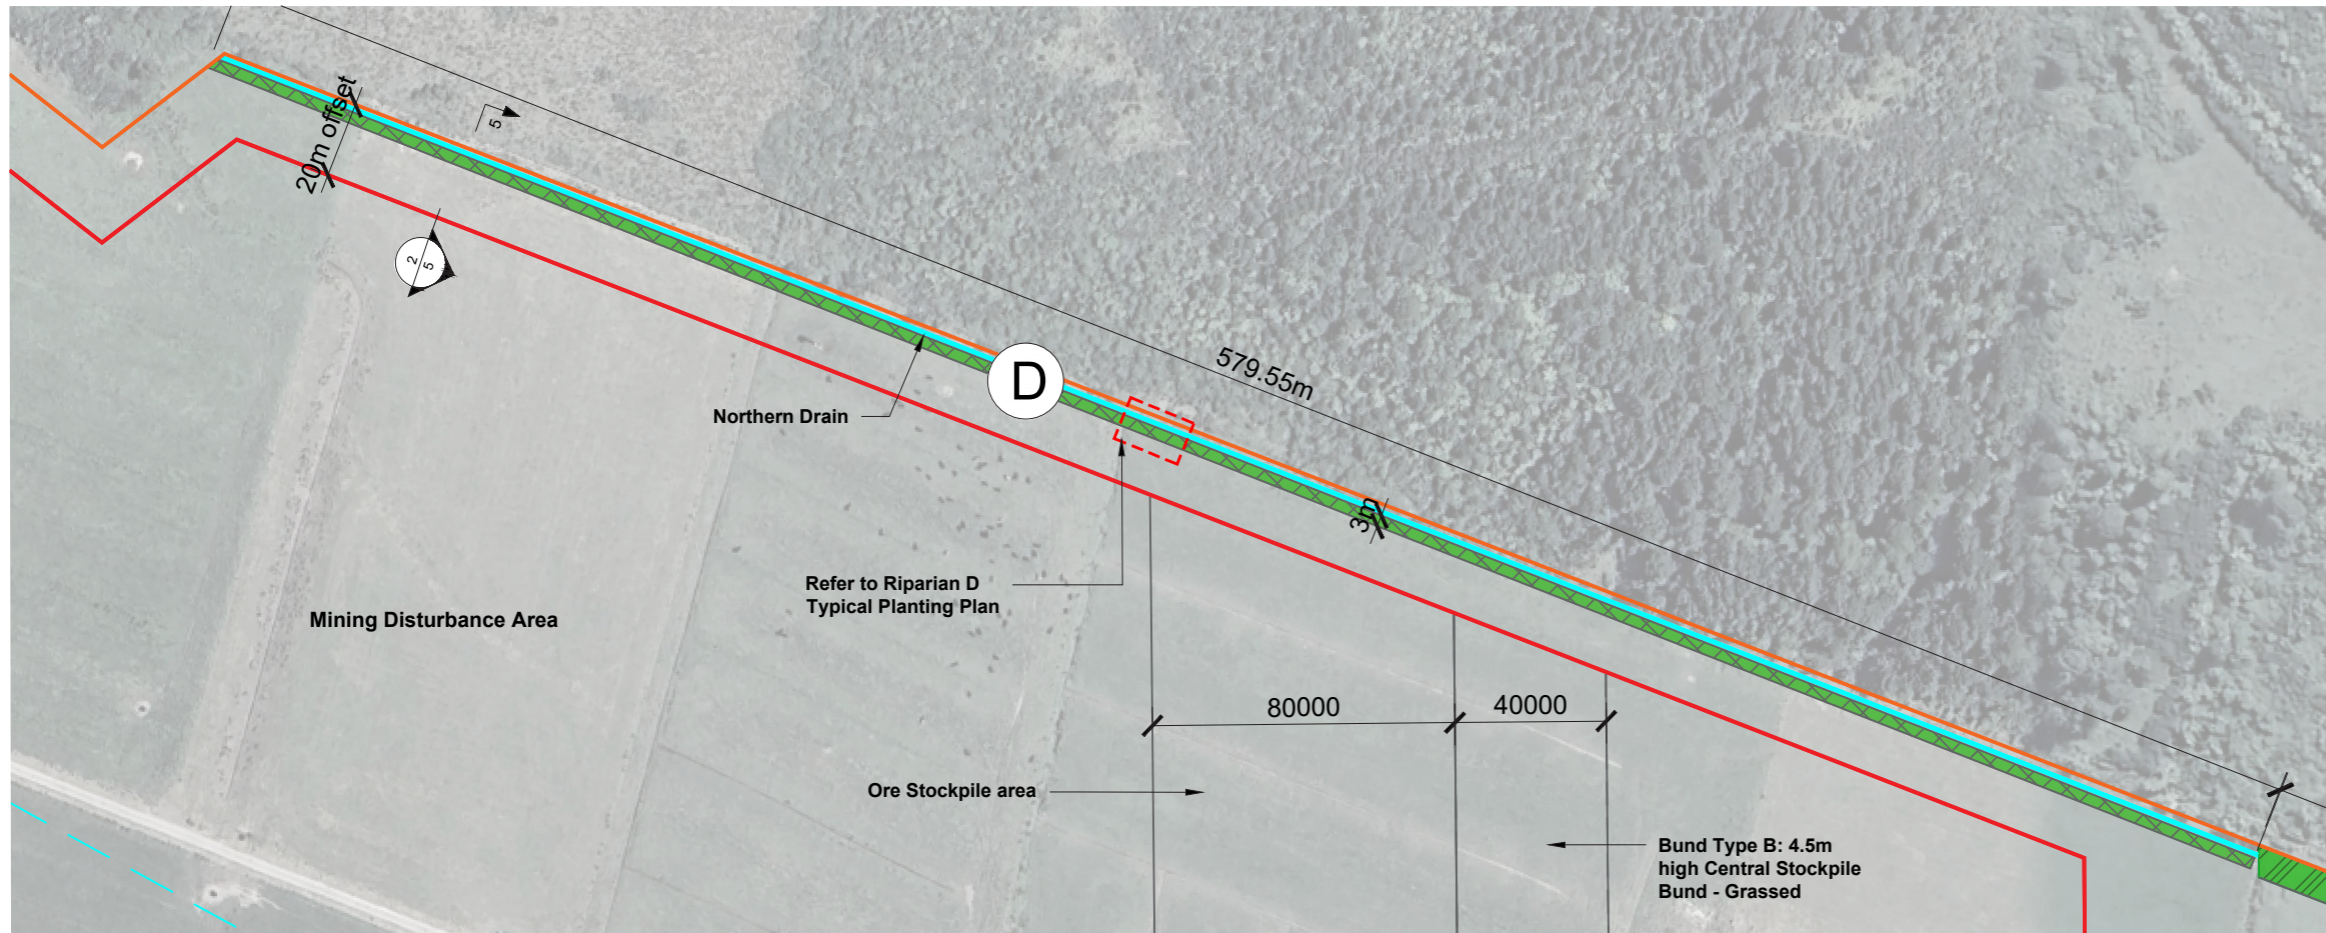 20m offset
5
2
5
579.55m
D
Northern Drain
3m
Refer to Riparian D
Typical Planting Plan
Mining Disturbance Area
80000
40000
Ore Stockpile area
Bund Type B: 4.5m
high Central Stockpile
Bund - Grassed